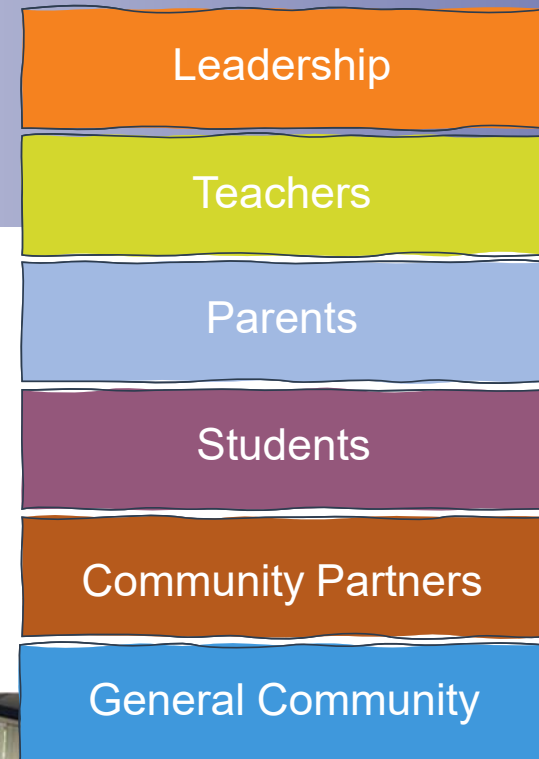 Leadership
Teachers
Parents
Students
Community Partners
General Community